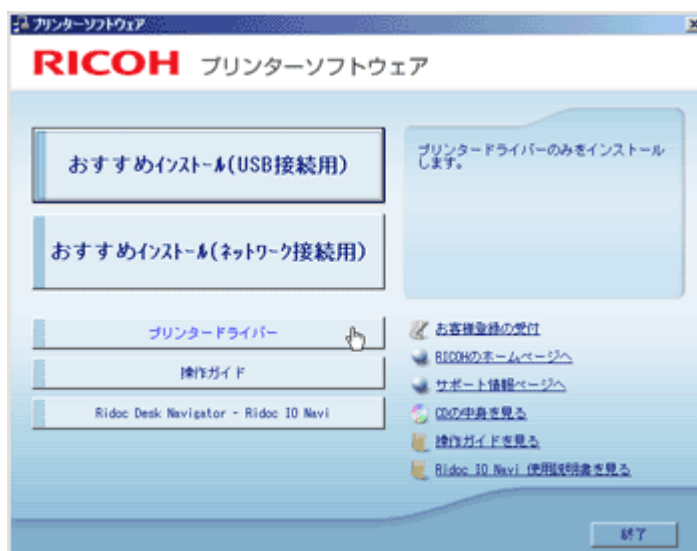 プリンターソフトウェア
RICOH プリンターソフトウェア
おすすめインストール(USB接続用)
おすすめインストール(ネットワーク接続用)
プリンタードライバー
操作ガイド
Ridoc Desk Navigator - Ridoc IO Navi
プリンタードライバーのみをインストール
します。
お客様登録の受付
RICOHのホームページへ
サポート情報ページへ
CDの中身を見る
操作ガイドを見る
Ridoc IO Navi 使用説明書を見る
終了